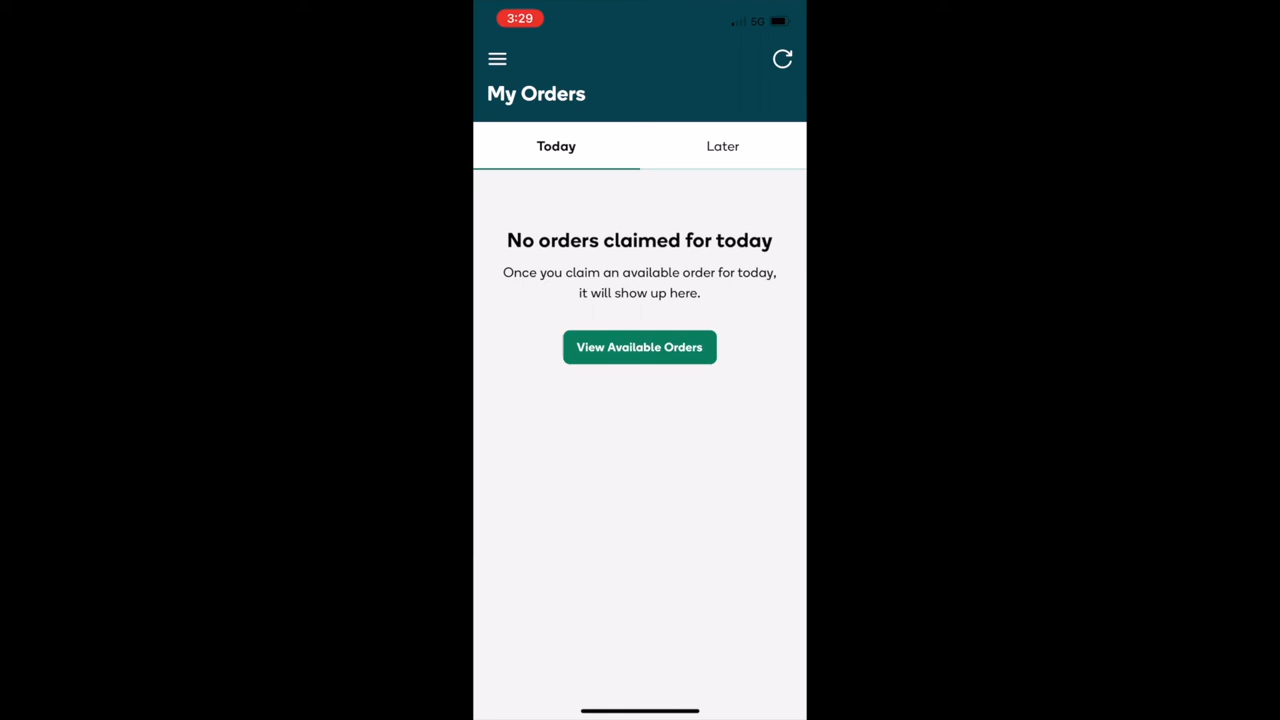 3:29
5G
My Orders
Today
Later
No orders claimed for today
Once you claim an available order for today,
it will show up here.
View Available Orders